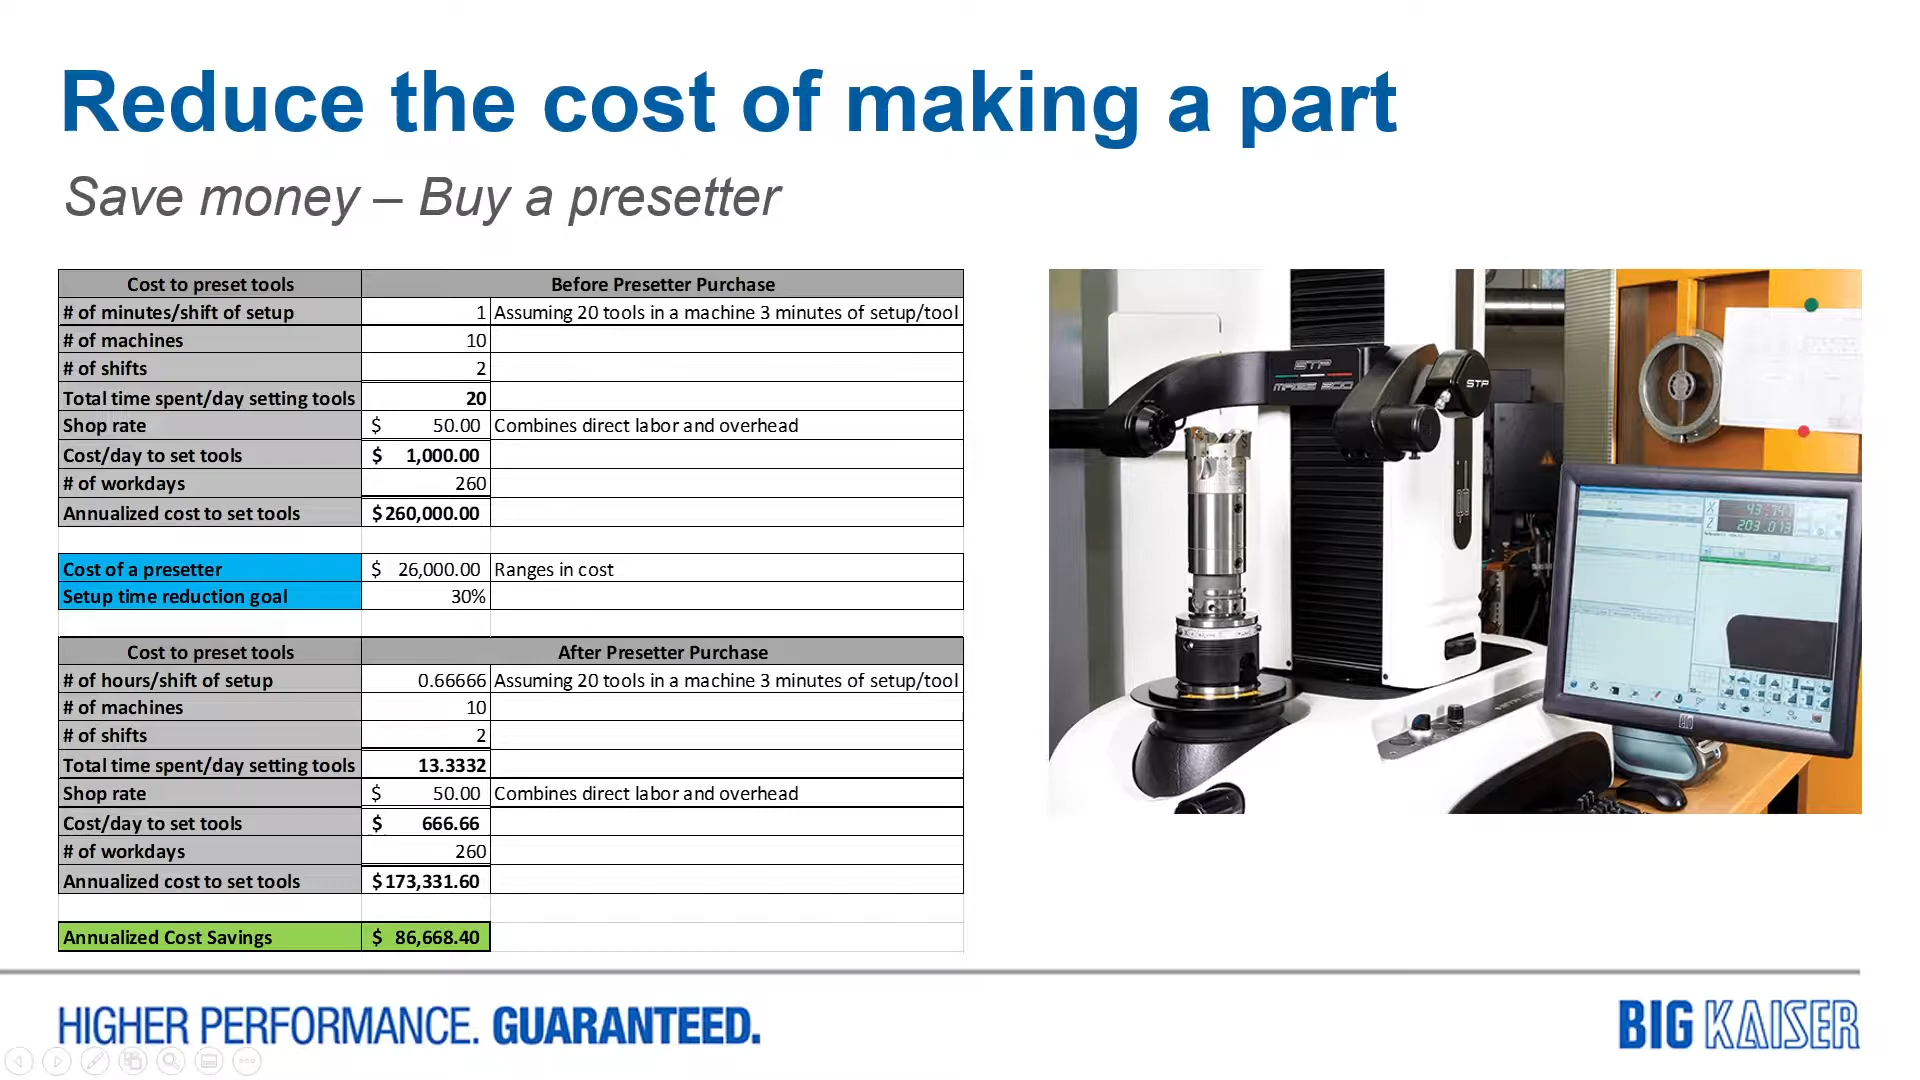 Reduce the cost of making a part
Save money – Buy a presetter
Cost to preset tools Before Presetter Purchase
# of minutes/shift of setup 1 Assuming 20 tools in a machine 3 minutes of setup/tool
# of machines 10
# of shifts 2
Total time spent/day setting tools 20
Shop rate $ 50.00 Combines direct labor and overhead
Cost/day to set tools $ 1,000.00
# of workdays 260
Annualized cost to set tools $260,000.00
Cost of a presetter $ 26,000.00 Ranges in cost
Setup time reduction goal 30%
Cost to preset tools After Presetter Purchase
# of hours/shift of setup 0.66666 Assuming 20 tools in a machine 3 minutes of setup/tool
# of machines 10
# of shifts 2
Total time spent/day setting tools 13.3332
Shop rate $ 50.00 Combines direct labor and overhead
Cost/day to set tools $ 666.66
# of workdays 260
Annualized cost to set tools $173,331.60
Annualized Cost Savings $ 86,668.40
STP
STP
X 43.747
Z 203.013
elo
HIGHER PERFORMANCE. GUARANTEED.
BIG KAISER